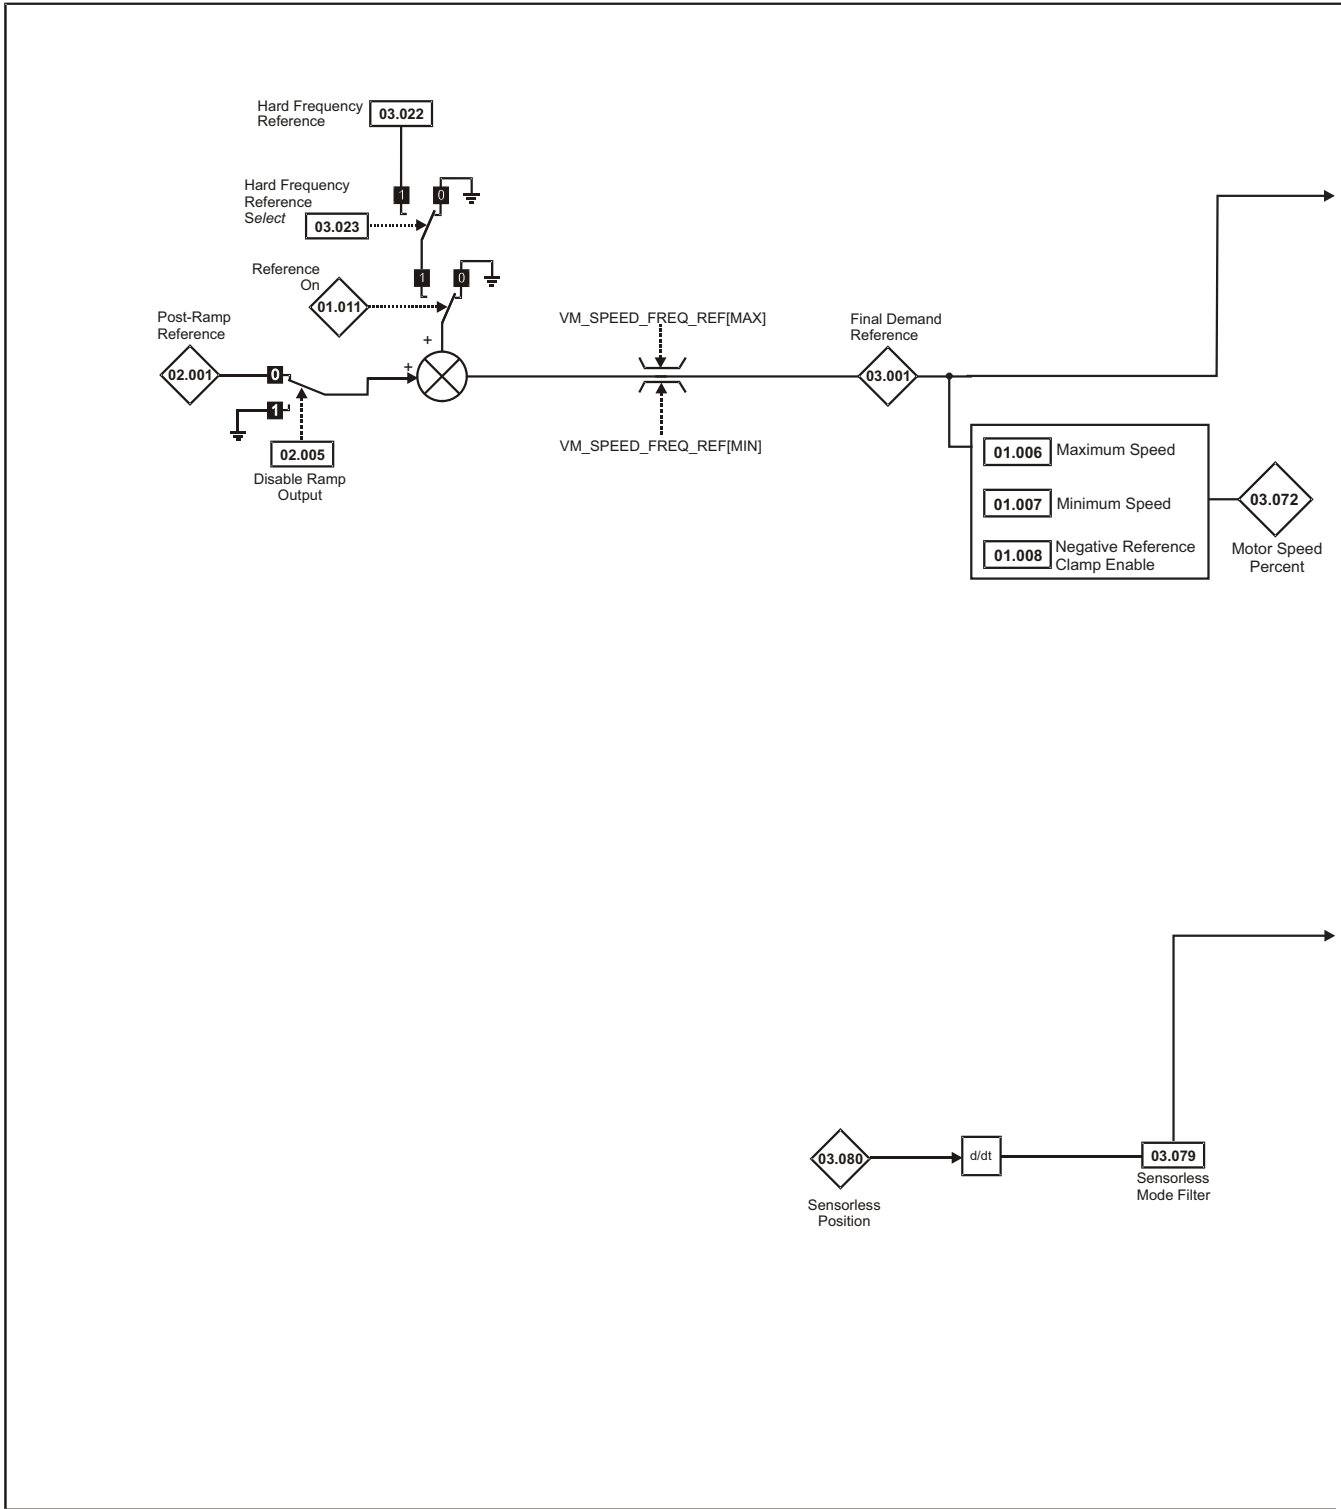 Hard Frequency
Reference
03.022
1
0
Hard Frequency
Reference
Select
03.023
Reference
On
1
0
01.011
Post-Ramp
Reference
02.001
0
1
02.005
Disable Ramp
Output
+
+
VM_SPEED_FREQ_REF[MAX]
VM_SPEED_FREQ_REF[MIN]
Final Demand
Reference
03.001
01.006 Maximum Speed
01.007 Minimum Speed
01.008 Negative Reference
Clamp Enable
03.072
Motor Speed
Percent
03.080
Sensorless
Position
d/dt
03.079
Sensorless
Mode Filter